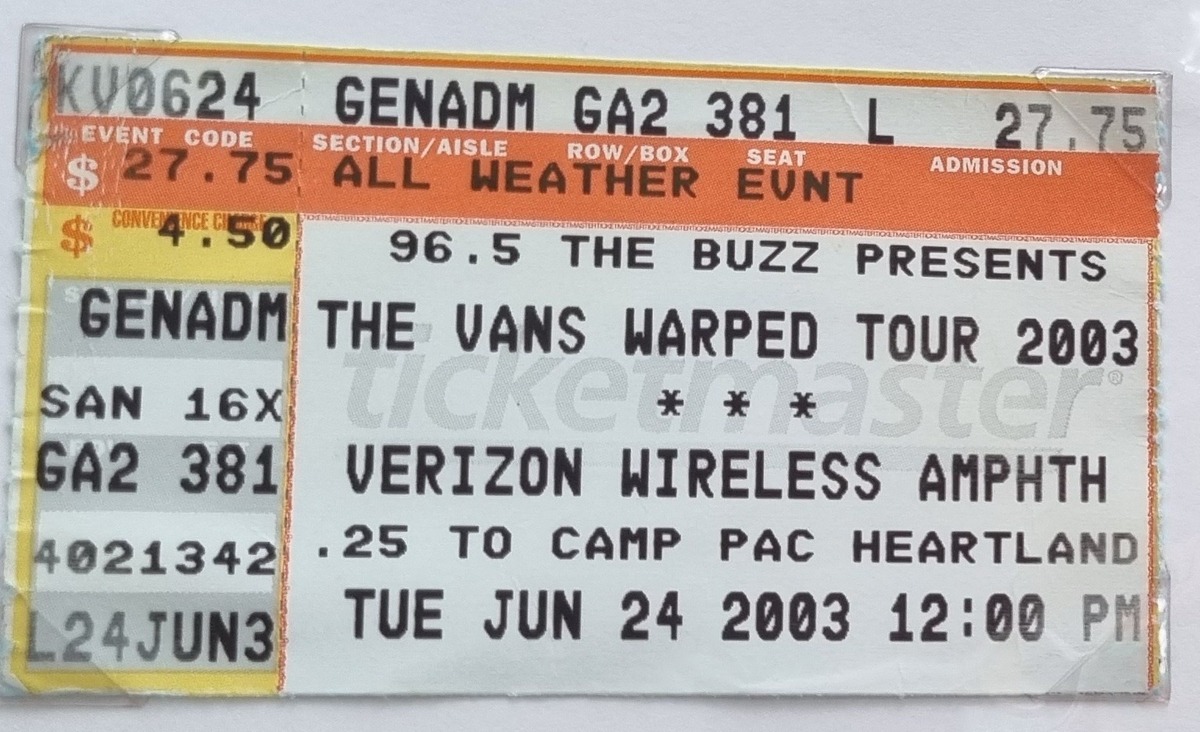 KV0624 GENADM GA2 381 L 27.75
EVENT CODE SECTION/AISLE ROW/BOX SEAT ADMISSION
$ 27.75 ALL WEATHER EVNT
CONVENIENCE CHARGE
$ 4.50
96.5 THE BUZZ PRESENTS
GENADM
THE VANS WARPED TOUR 2003
ticketmaster®
SAN 16X
* * *
GA2 381
VERIZON WIRELESS AMPHTH
4021342
.25 TO CAMP PAC HEARTLAND
L24JUN3
TUE JUN 24 2003 12:00 PM